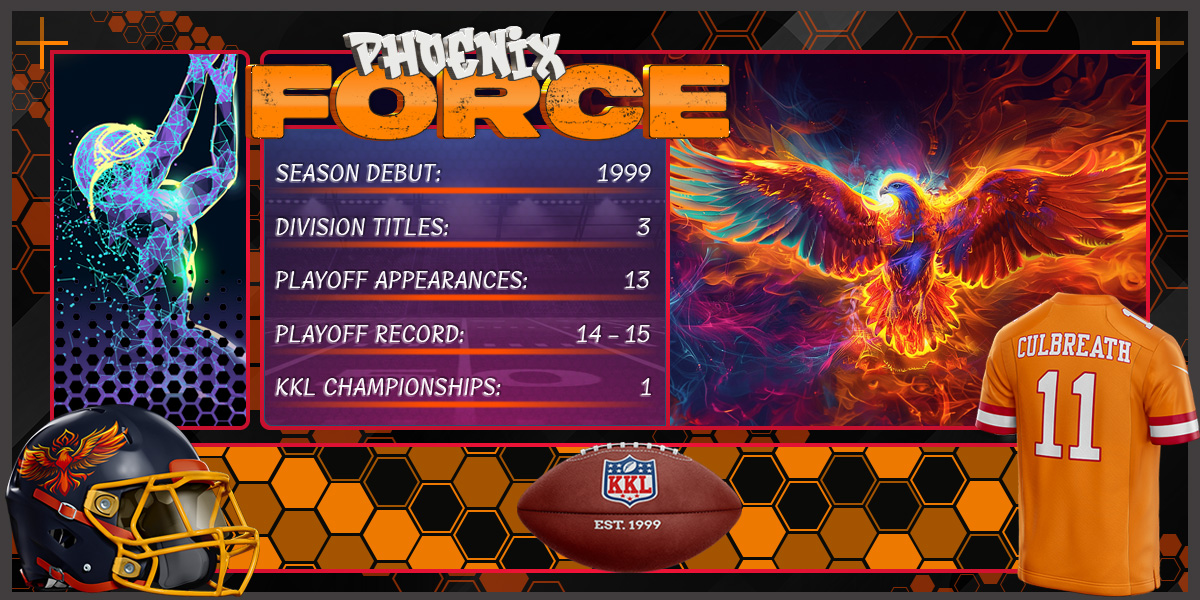 PHOENIX
FORCE
SEASON DEBUT: 1999
DIVISION TITLES: 3
PLAYOFF APPEARANCES: 13
PLAYOFF RECORD: 14 – 15
KKL CHAMPIONSHIPS: 1
CULBREATH
11
KKL
EST. 1999